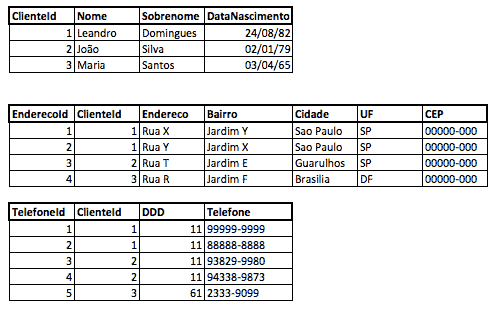 ClienteId Nome Sobrenome DataNascimento
1 Leandro Domingues 24/08/82
2 João Silva 02/01/79
3 Maria Santos 03/04/65
EnderecoId ClienteId Endereco Bairro Cidade UF CEP
1 1 Rua X Jardim Y Sao Paulo SP 00000-000
2 1 Rua Y Jardim X Sao Paulo SP 00000-000
3 2 Rua T Jardim E Guarulhos SP 00000-000
4 3 Rua R Jardim F Brasilia DF 00000-000
TelefoneId ClienteId DDD Telefone
1 1 11 99999-9999
2 1 11 88888-8888
3 2 11 93829-9980
4 2 11 94338-9873
5 3 61 2333-9099